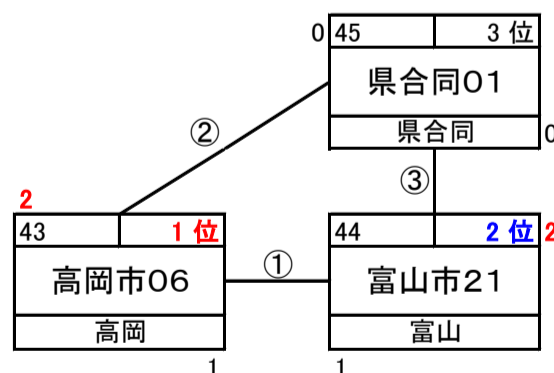 0 45 3 位
県合同01
県合同 0
②
③
2
43 1 位
高岡市06
高岡
1
①
44 2 位 2
富山市21
富山
1